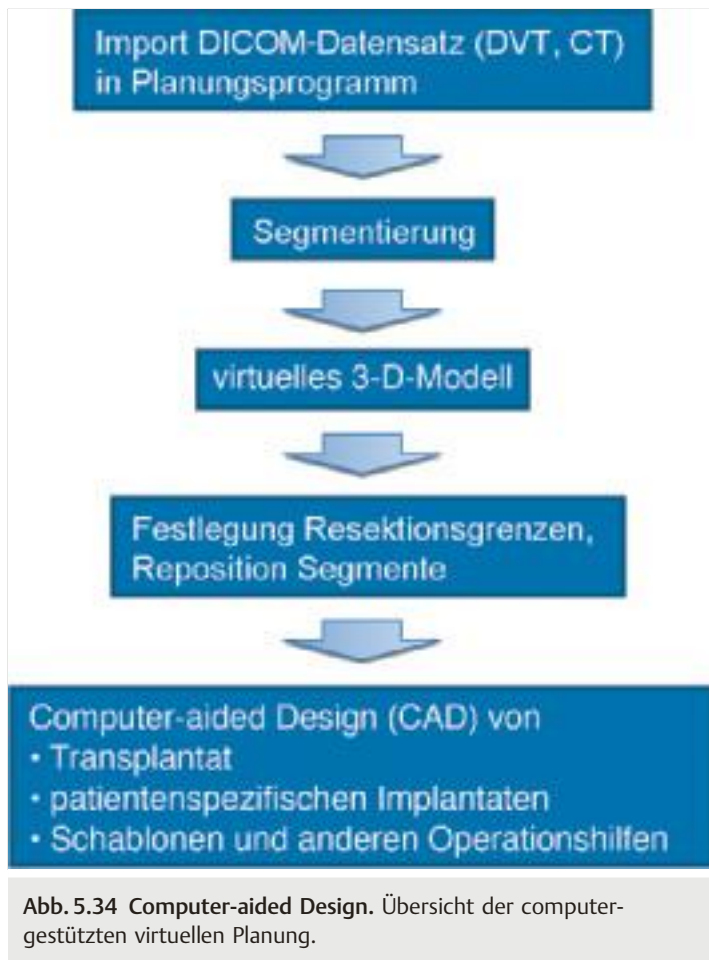 Import DICOM-Datensatz (DVT, CT)
in Planungsprogramm
Segmentierung
virtuelles 3-D-Modell
Festlegung Resektionsgrenzen,
Reposition Segmente
Computer-aided Design (CAD) von
• Transplantat
• patientenspezifischen Implantaten
• Schablonen und anderen Operationshilfen
Abb. 5.34 Computer-aided Design. Übersicht der computer-
gestützten virtuellen Planung.